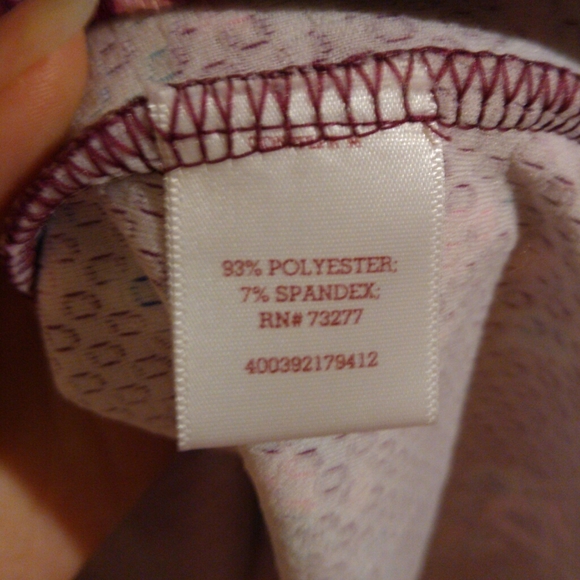 93% POLYESTER;
7% SPANDEX;
RN# 73277
400392179412